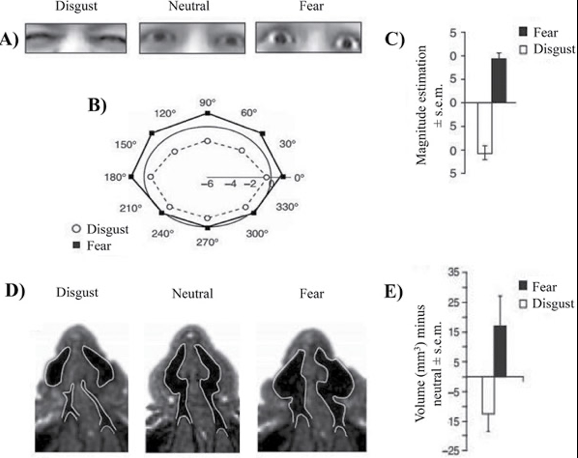 Disgust Neutral Fear
A)
B)
90°
120° 60°
150° 30°
180° 0°
–6 –4 –2 0
210° 330°
240° 300°
270°
Disgust
Fear
C)
Fear
Disgust
Magnitude estimation
± s.e.m.
5
0
5
0
5
0
5
D)
Disgust Neutral Fear
E)
Fear
Disgust
Volume (mm³) minus
neutral ± s.e.m.
35
25
15
5
–5
–15
–25